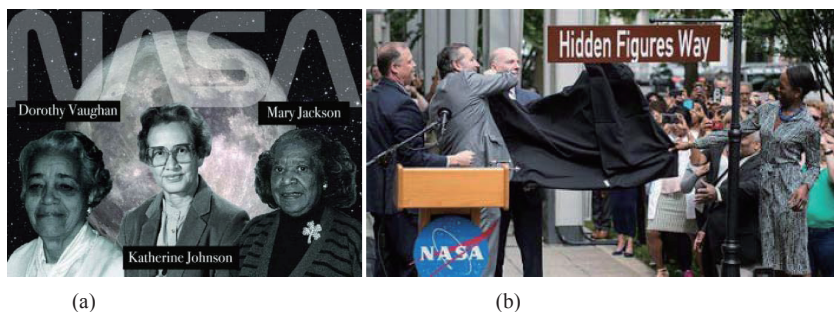 NASA
Dorothy Vaughan
Mary Jackson
Katherine Johnson
Hidden Figures Way
NASA
(a)
(b)